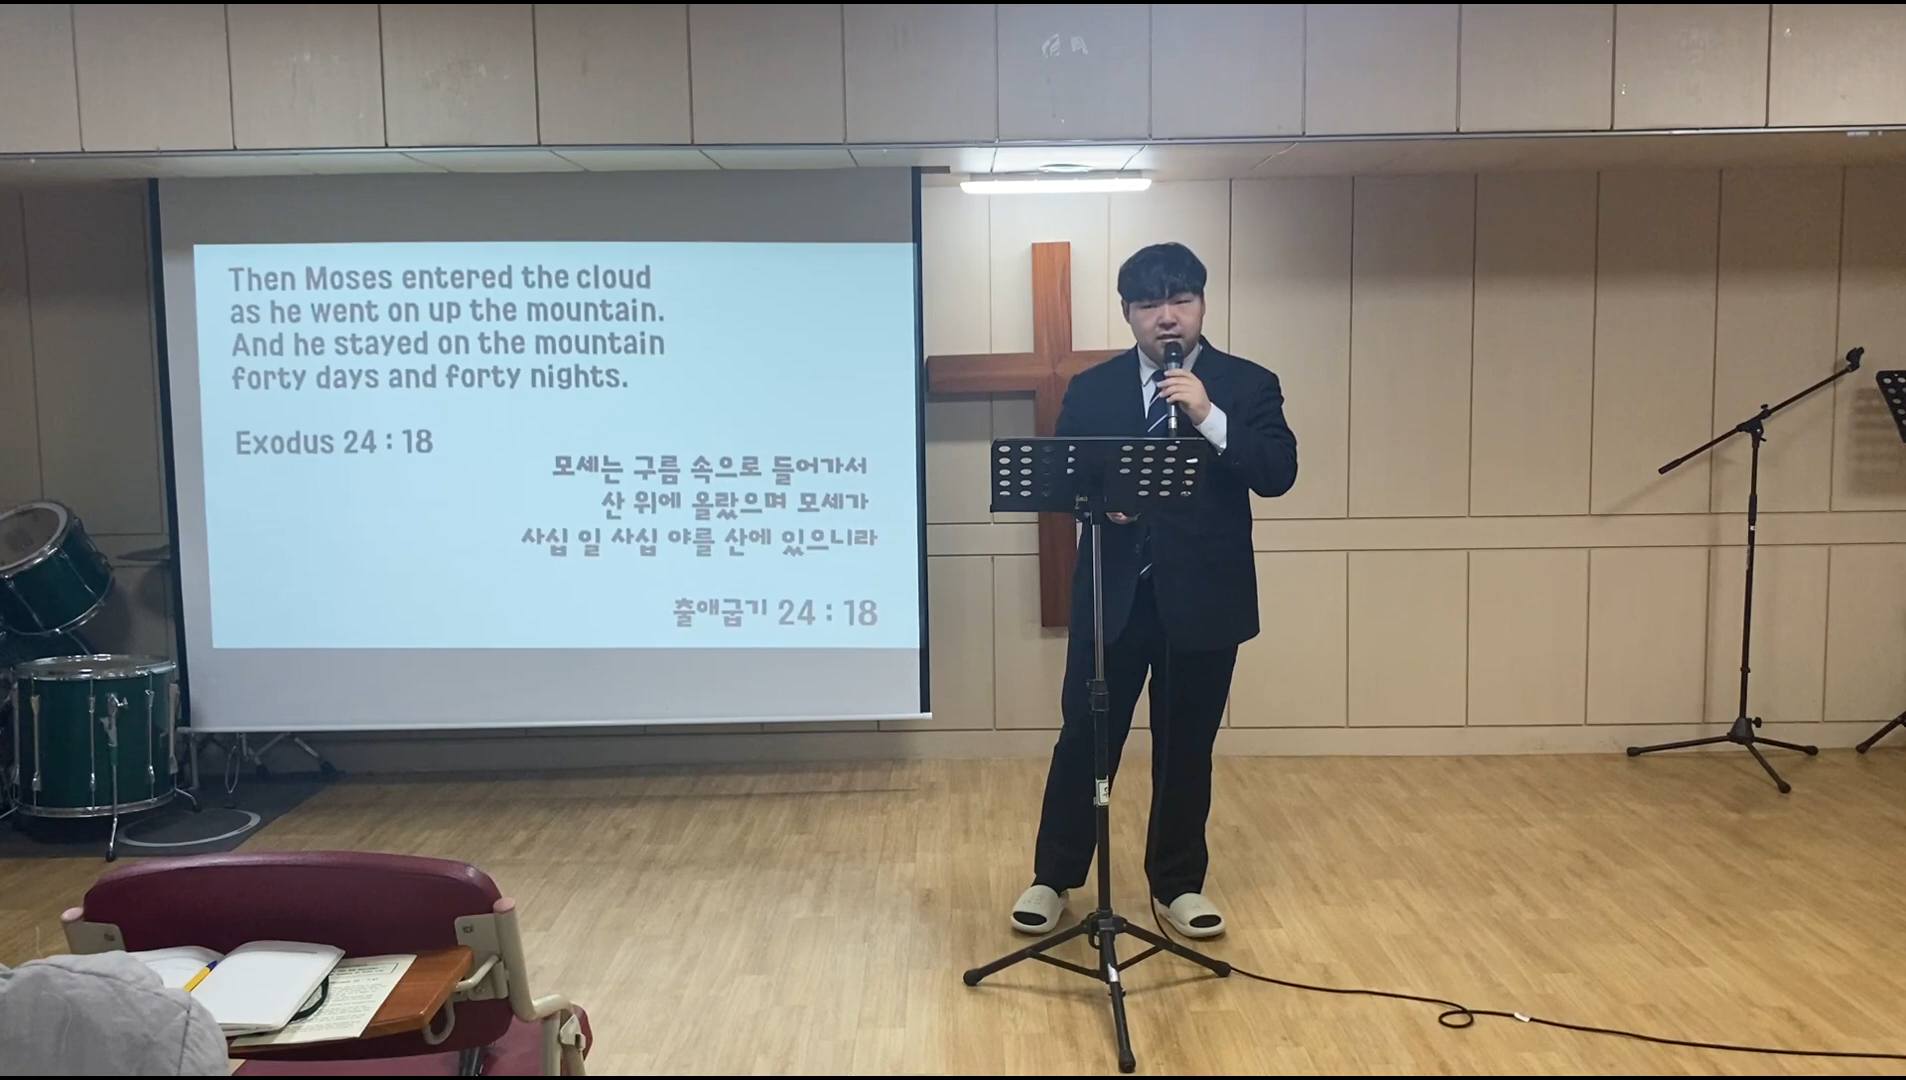 Then Moses entered the cloud
as he went on up the mountain.
And he stayed on the mountain
forty days and forty nights.
Exodus 24 : 18
모세는 구름 속으로 들어가서
산 위에 올랐으며 모세가
사십 일 사십 야를 산에 있으니라
출애굽기 24 : 18